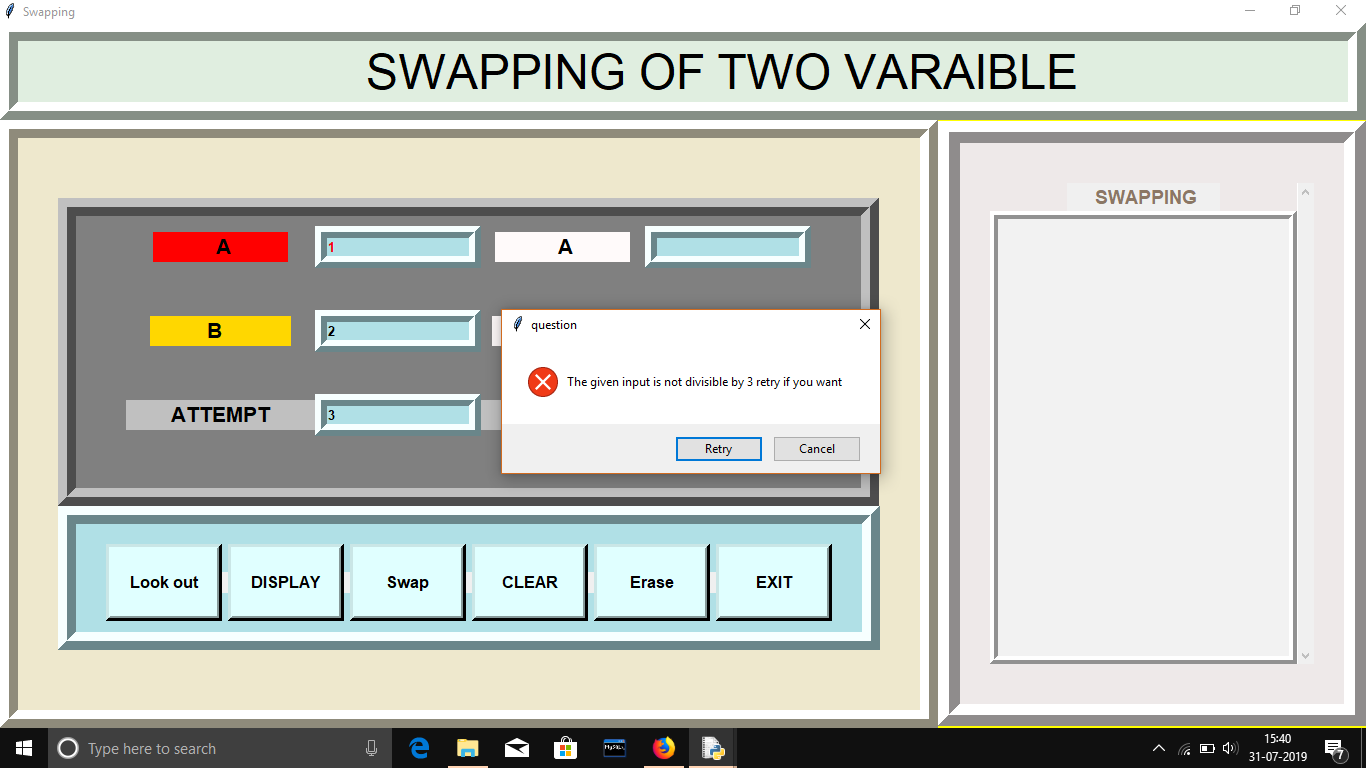 Swapping
SWAPPING OF TWO VARAIBLE
A
1
A
B
2
ATTEMPT
3
question
The given input is not divisible by 3 retry if you want
Retry
Cancel
Look out
DISPLAY
Swap
CLEAR
Erase
EXIT
SWAPPING
Type here to search
MySQL
15:40
31-07-2019
7